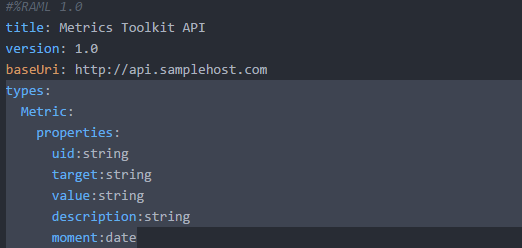 #%RAML 1.0
title: Metrics Toolkit API
version: 1.0
baseUri: http://api.samplehost.com
types:
  Metric:
    properties:
      uid:string
      target:string
      value:string
      description:string
      moment:date